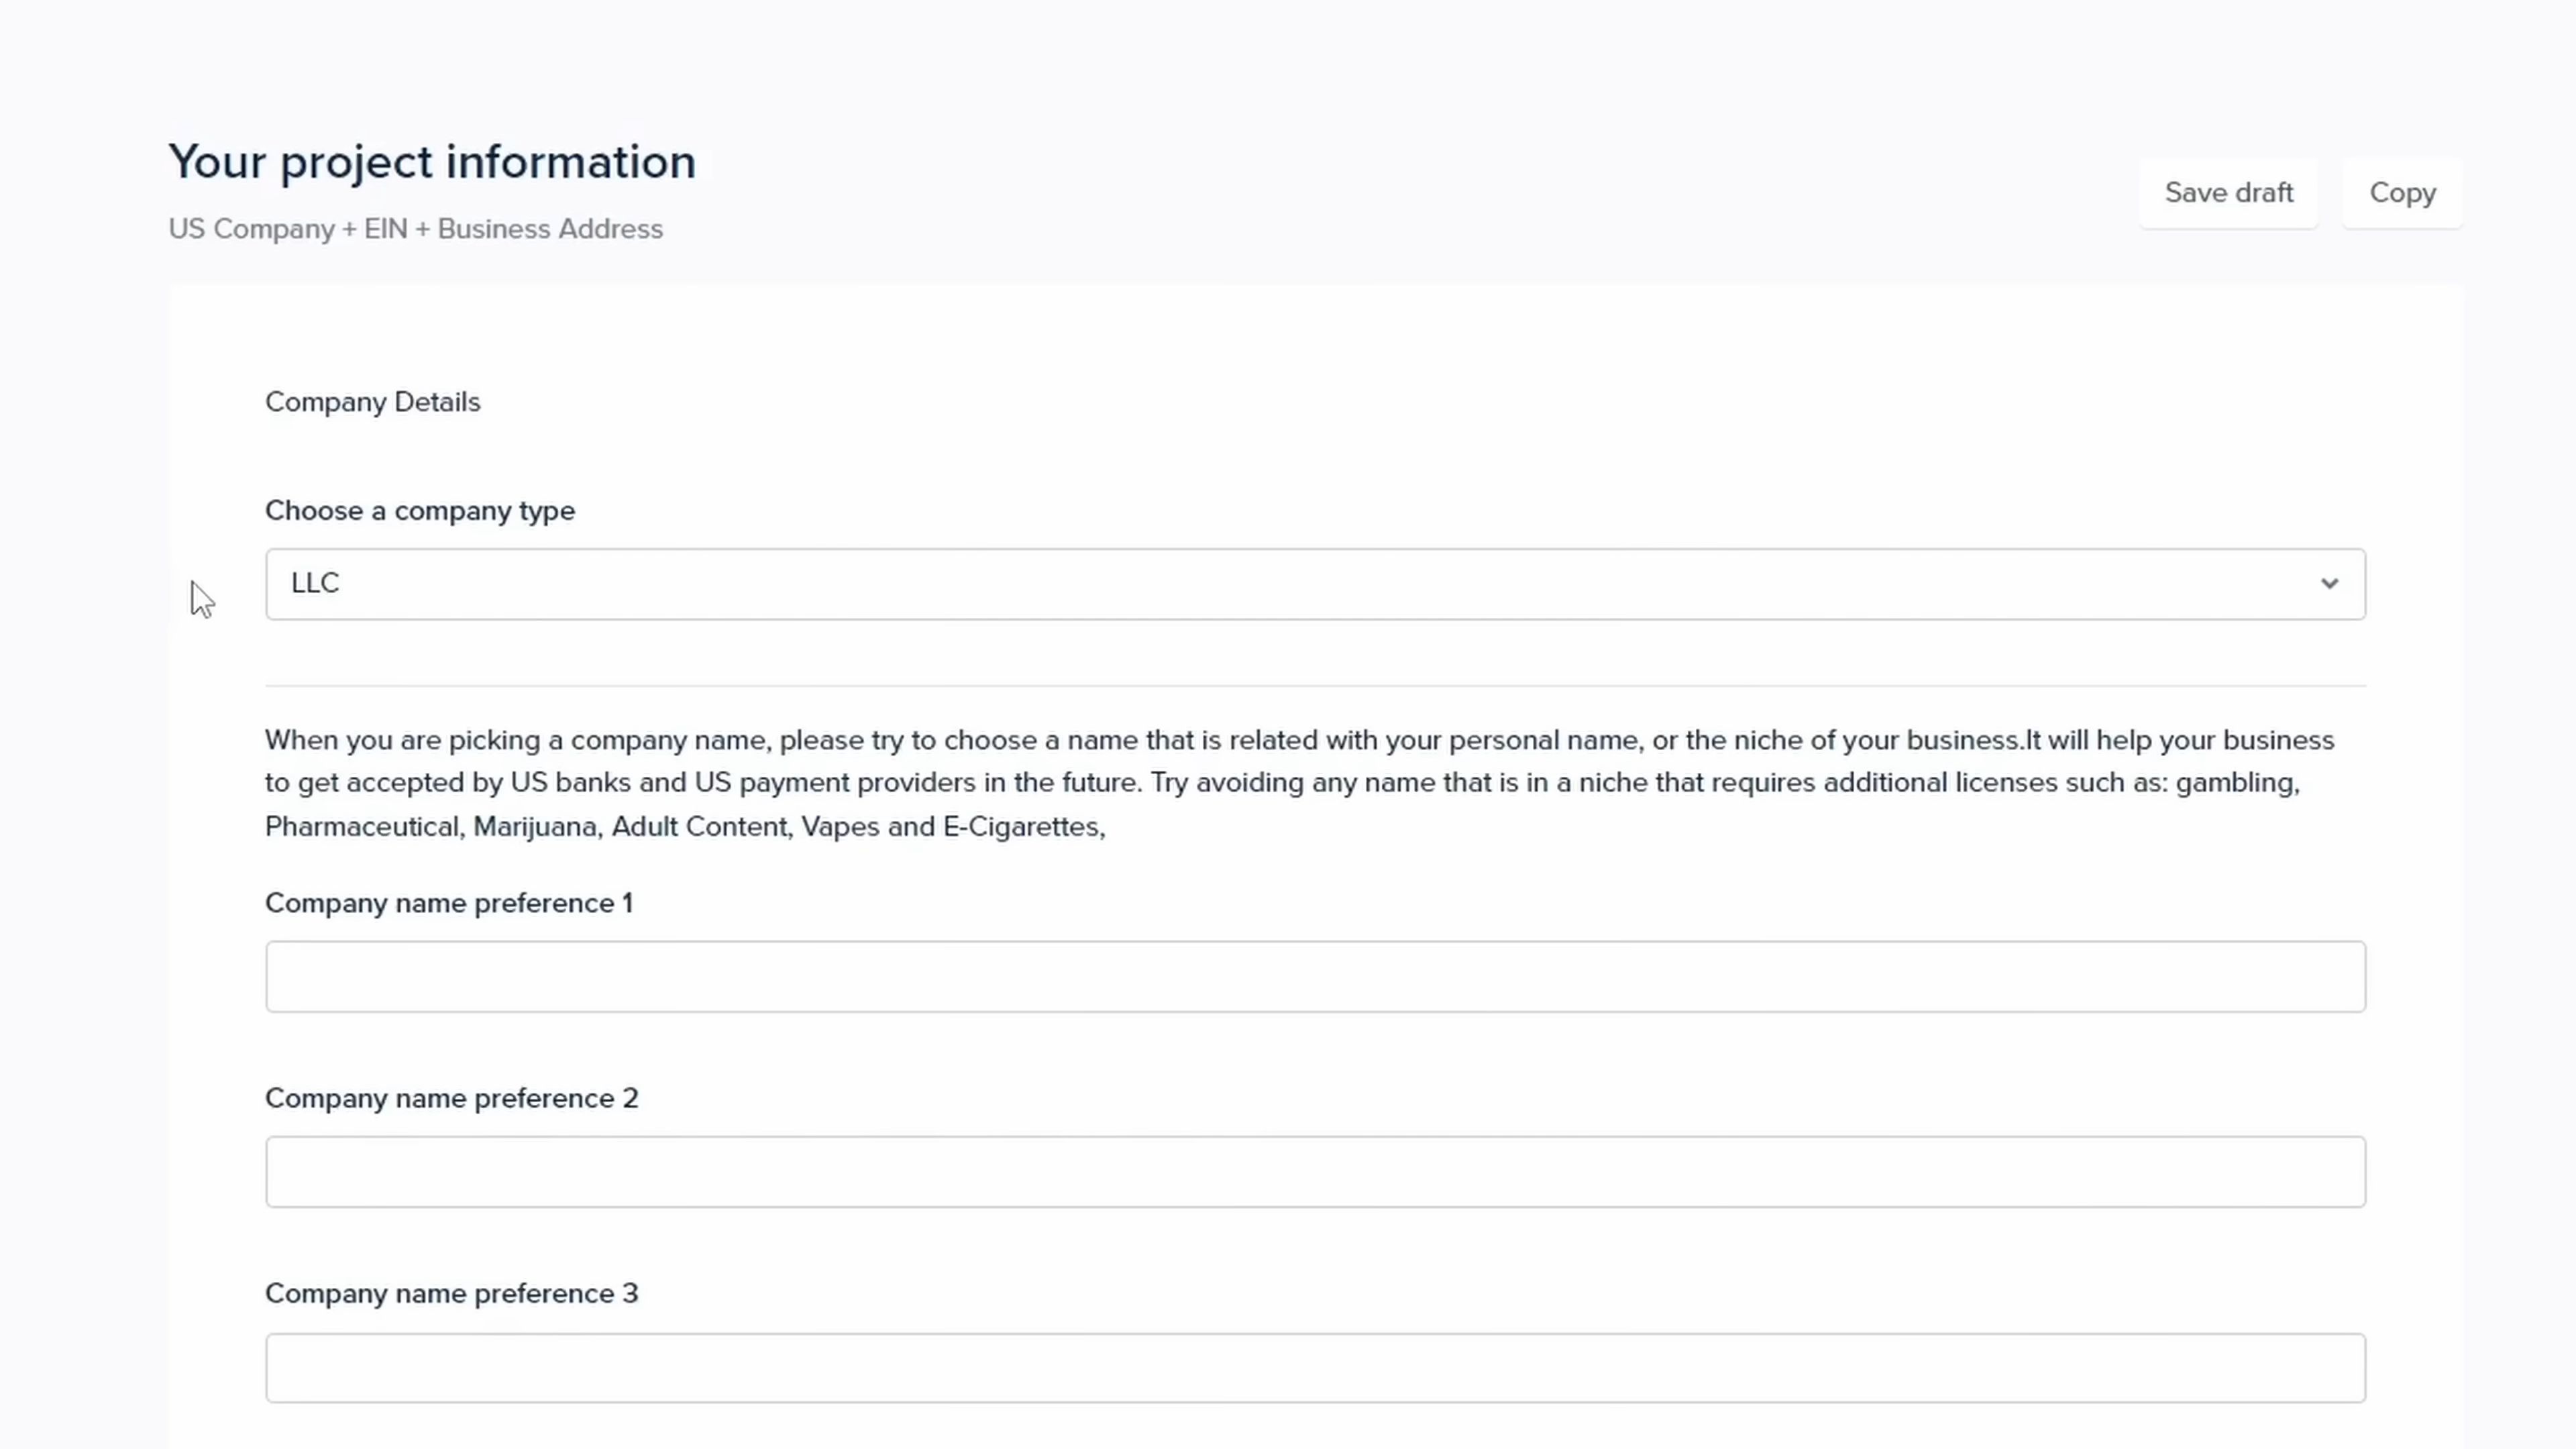 Your project information
Save draft
Copy
US Company + EIN + Business Address
Company Details
Choose a company type
LLC
When you are picking a company name, please try to choose a name that is related with your personal name, or the niche of your business.It will help your business
to get accepted by US banks and US payment providers in the future. Try avoiding any name that is in a niche that requires additional licenses such as: gambling,
Pharmaceutical, Marijuana, Adult Content, Vapes and E-Cigarettes,
Company name preference 1
Company name preference 2
Company name preference 3